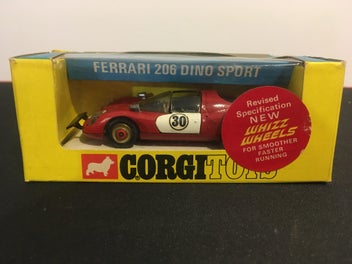 FERRARI 206 DINO SPORT
30
Revised
Specification
NEW
WHIZZ
WHEELS
FOR SMOOTHER
FASTER
RUNNING
CORGI TOYS